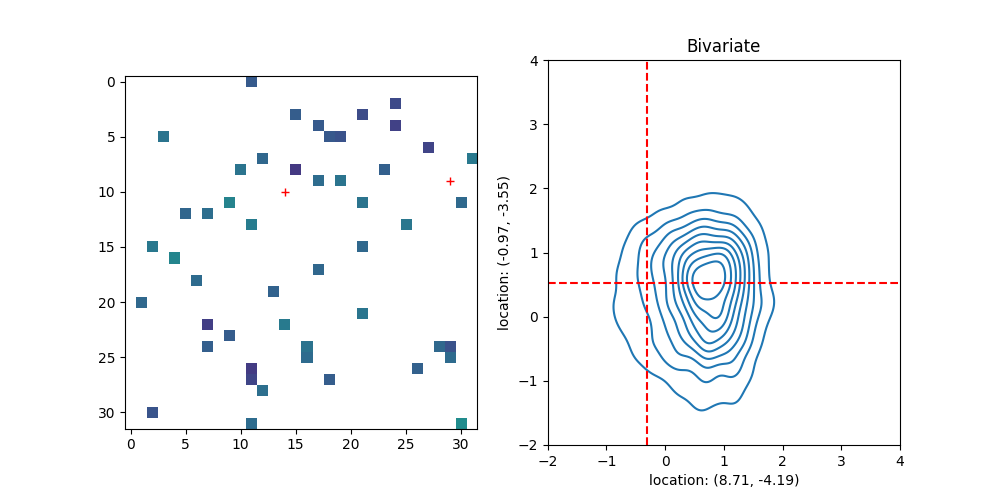 Bivariate
0
5
10
15
20
25
30
0 5 10 15 20 25 30
location: (-0.97, -3.55)
4
3
2
1
0
−1
−2
−2 −1 0 1 2 3 4
location: (8.71, -4.19)